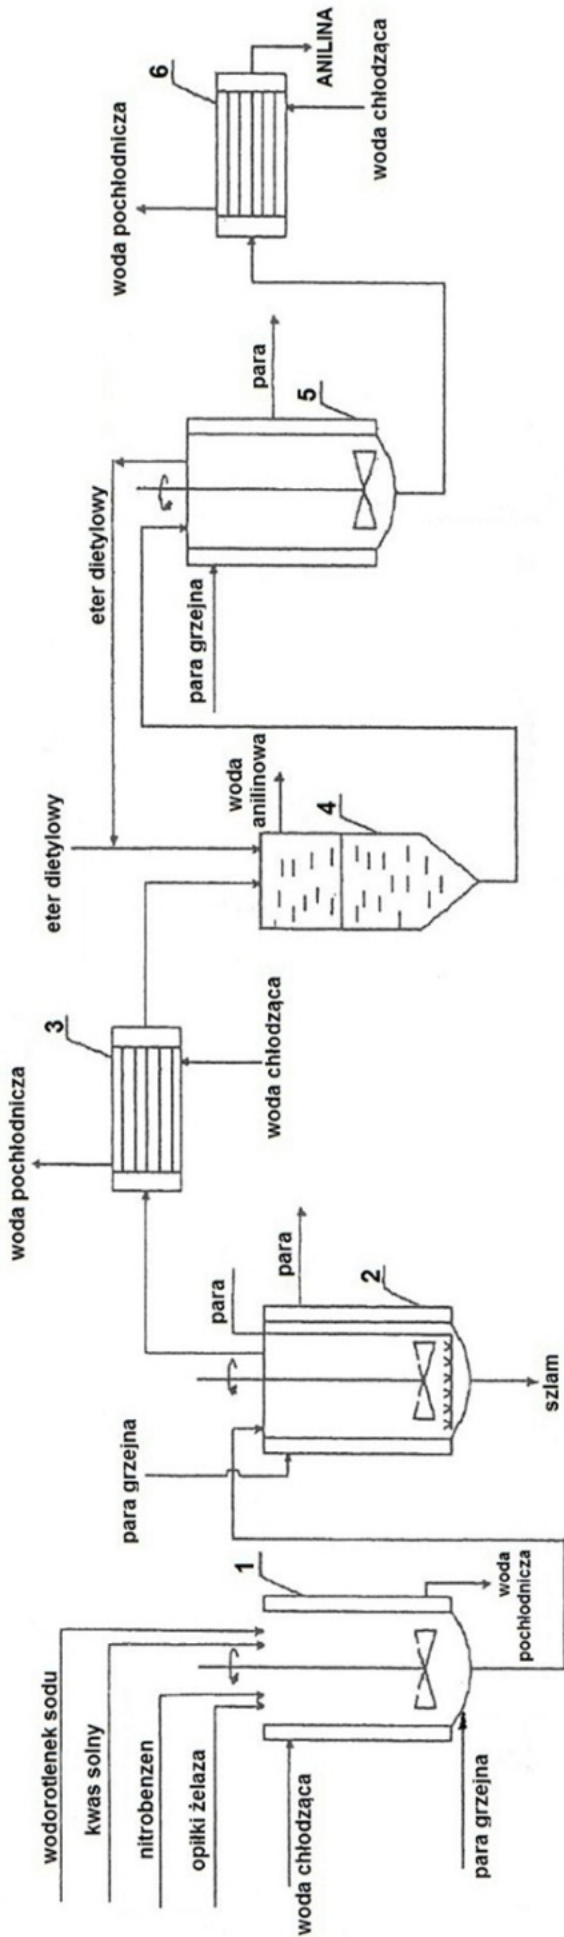 wodorotlenek sodu
kwas solny
nitrobenzen
opiłki żelaza
woda chłodząca
para grzejna
1
woda
pochłodnicza
para grzejna
para
para
2
szlam
woda pochłodnicza
3
woda chłodząca
eter dietylowy
woda
anilinowa
4
eter dietylowy
para grzejna
para
5
woda pochłodnicza
6
ANILINA
woda chłodząca